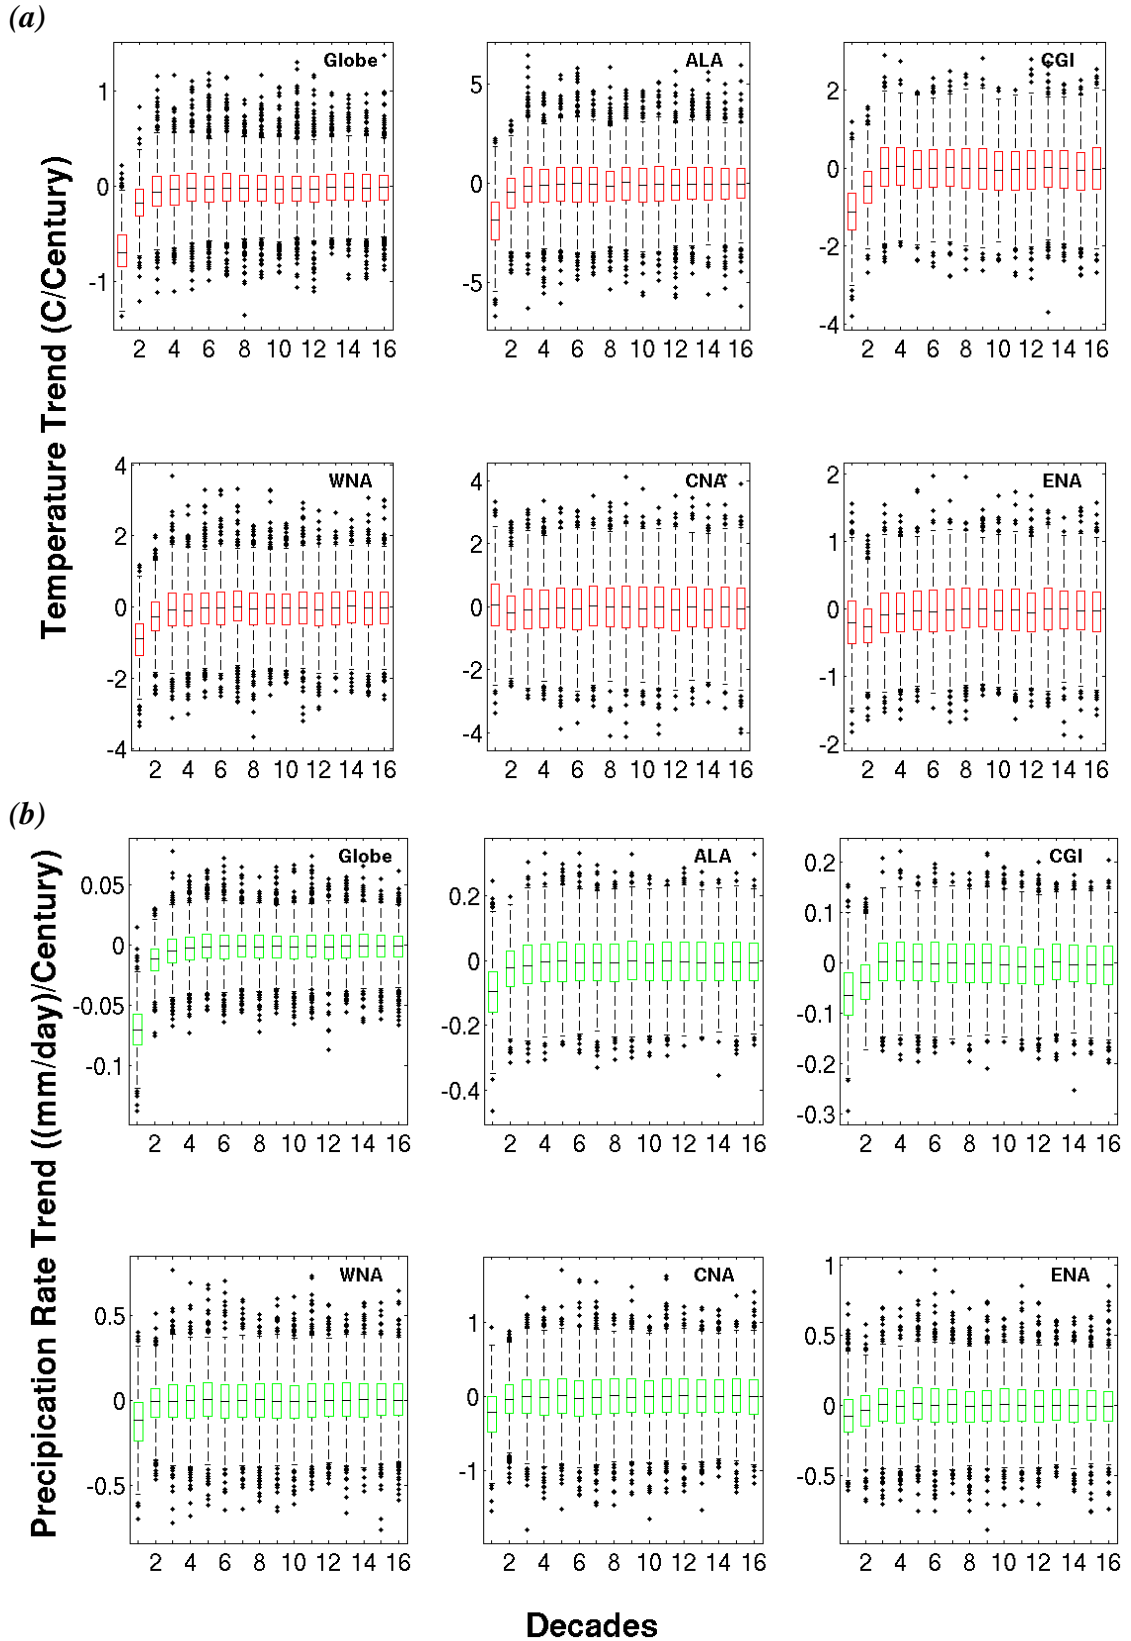 (a)
Temperature Trend (C/Century)
Globe
1
0
-1
2 4 6 8 10 12 14 16
ALA
5
0
-5
2 4 6 8 10 12 14 16
CGI
2
0
-2
-4
2 4 6 8 10 12 14 16
WNA
4
2
0
-2
-4
2 4 6 8 10 12 14 16
CNA
4
2
0
-2
-4
2 4 6 8 10 12 14 16
ENA
2
1
0
-1
-2
2 4 6 8 10 12 14 16
(b)
Precipication Rate Trend ((mm/day)/Century)
Globe
0.05
0
-0.05
-0.1
2 4 6 8 10 12 14 16
ALA
0.2
0
-0.2
-0.4
2 4 6 8 10 12 14 16
CGI
0.2
0.1
0
-0.1
-0.2
-0.3
2 4 6 8 10 12 14 16
WNA
0.5
0
-0.5
2 4 6 8 10 12 14 16
CNA
1
0
-1
2 4 6 8 10 12 14 16
ENA
1
0.5
0
-0.5
2 4 6 8 10 12 14 16
Decades